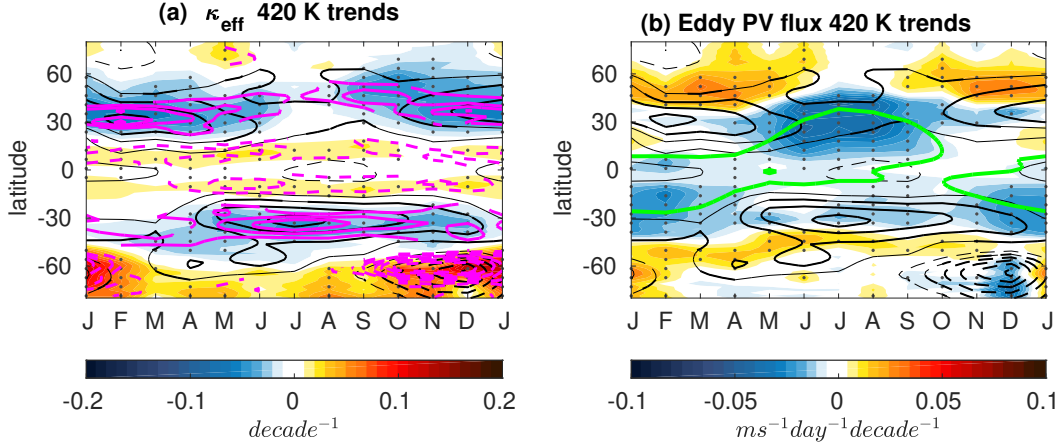 (a) κeff 420 K trends
latitude
60
30
0
-30
-60
J F M A M J J A S O N D J
-0.2 -0.1 0 0.1 0.2
decade−1
(b) Eddy PV flux 420 K trends
latitude
60
30
0
-30
-60
J F M A M J J A S O N D J
-0.1 -0.05 0 0.05 0.1
ms−1day−1decade−1